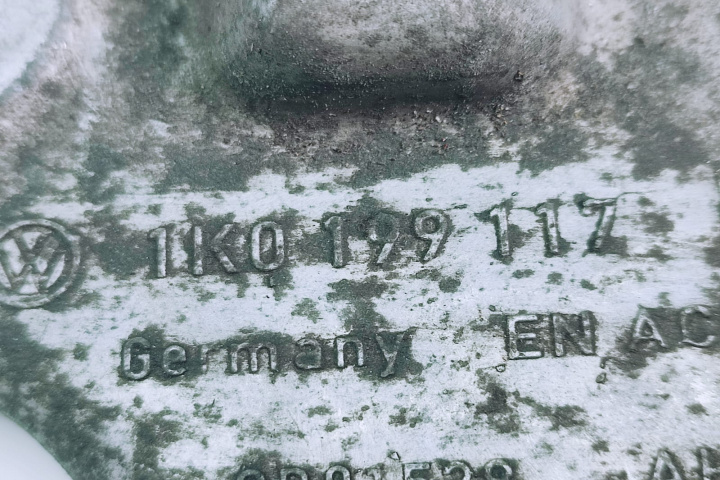 VW 1K0 199 117
Germany EN AC